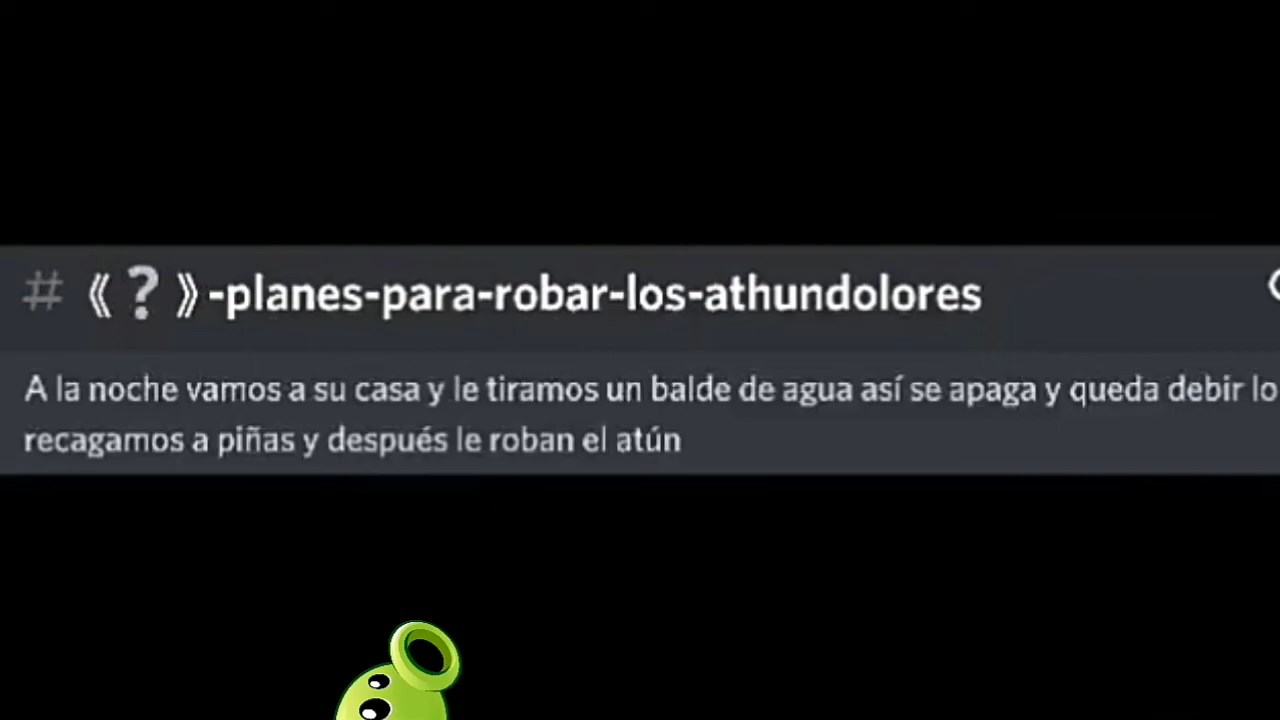 # 《❓》-planes-para-robar-los-athundolores
A la noche vamos a su casa y le tiramos un balde de agua así se apaga y queda debir lo
recagamos a piñas y después le roban el atún